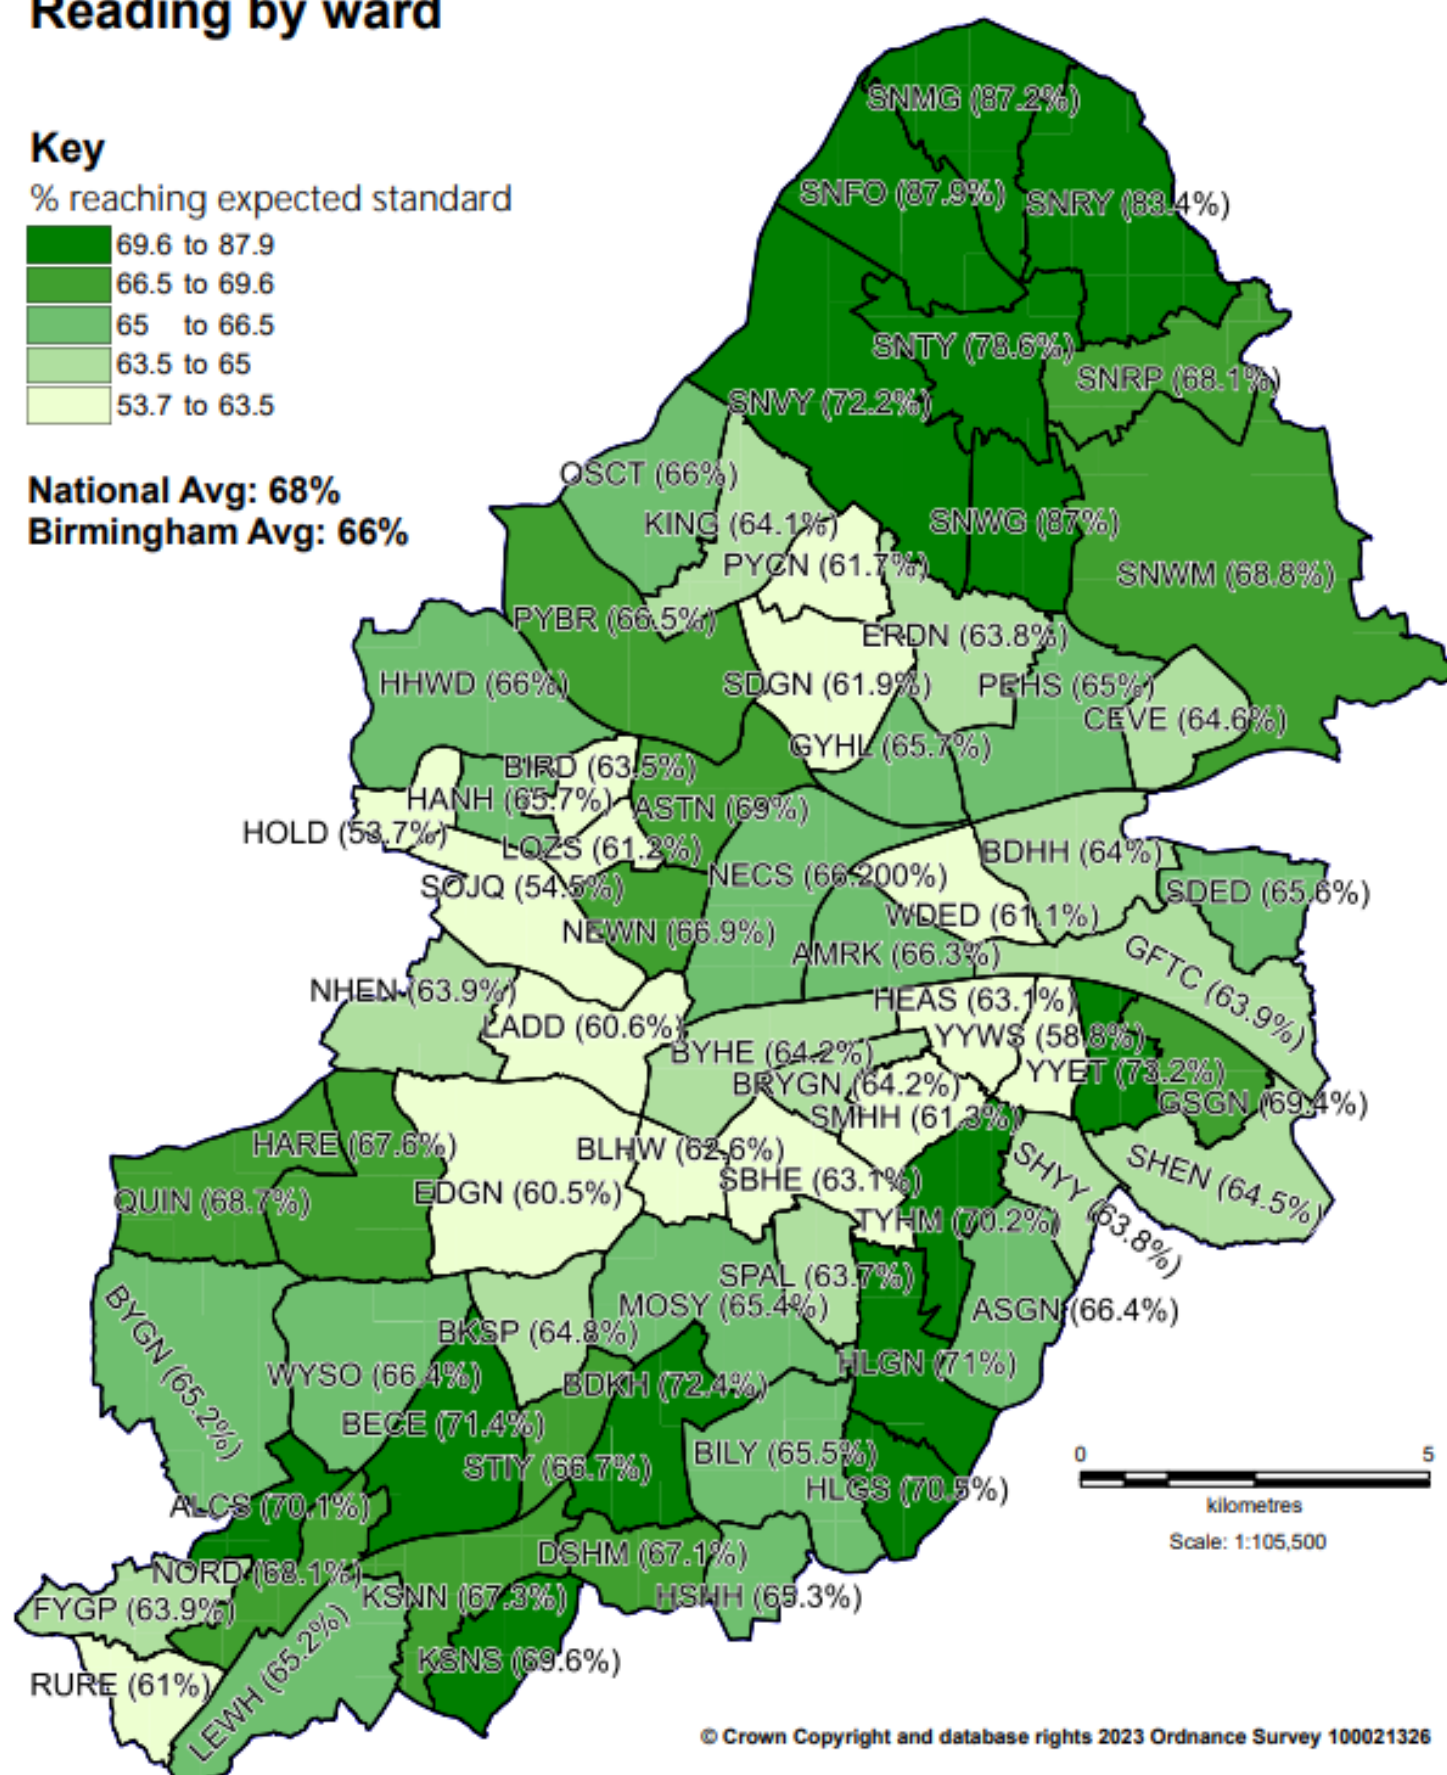 Reading by ward
Key
% reaching expected standard
69.6 to 87.9
66.5 to 69.6
65 to 66.5
63.5 to 65
53.7 to 63.5
National Avg: 68%
Birmingham Avg: 66%
SNMG (87.2%)
SNFO (87.9%)
SNRY (83.4%)
SNTY (78.6%)
SNRP (68.1%)
SNVY (72.2%)
OSCT (66%)
KING (64.1%)
SNWG (87%)
PYCN (61.7%)
SNWM (68.8%)
PYBR (66.5%)
ERDN (63.8%)
HHWD (66%)
SDGN (61.9%)
PEHS (65%)
CEVE (64.6%)
GYHL (65.7%)
BIRD (63.5%)
HANH (65.7%)
ASTN (69%)
HOLD (53.7%)
LOZS (61.2%)
BDHH (64%)
SOJQ (54.5%)
NECS (66.200%)
SDED (65.6%)
WDED (61.1%)
NEWN (66.9%)
AMRK (66.3%)
GFTC (63.9%)
NHEN (63.9%)
HEAS (63.1%)
LADD (60.6%)
YYWS (58.8%)
BYHE (64.2%)
YYET (73.2%)
BRYGN (64.2%)
GSGN (69.4%)
SMHH (61.3%)
HARE (67.6%)
BLHW (62.6%)
SBHE (63.1%)
SHYY (63.8%)
SHEN (64.5%)
QUIN (68.7%)
EDGN (60.5%)
TYHM (70.2%)
SPAL (63.7%)
MOSY (65.4%)
ASGN (66.4%)
BYGN (65.2%)
BKSP (64.8%)
WYSO (66.4%)
BDKH (72.4%)
HLGN (71%)
BECE (71.4%)
STIY (66.7%)
BILY (65.5%)
HLGS (70.5%)
ALCS (70.1%)
DSHM (67.1%)
NORD (68.1%)
KSNN (67.3%)
HSHH (65.3%)
FYGP (63.9%)
KSNS (69.6%)
RURE (61%)
LEWH (65.2%)
0 5
kilometres
Scale: 1:105,500
© Crown Copyright and database rights 2023 Ordnance Survey 100021326